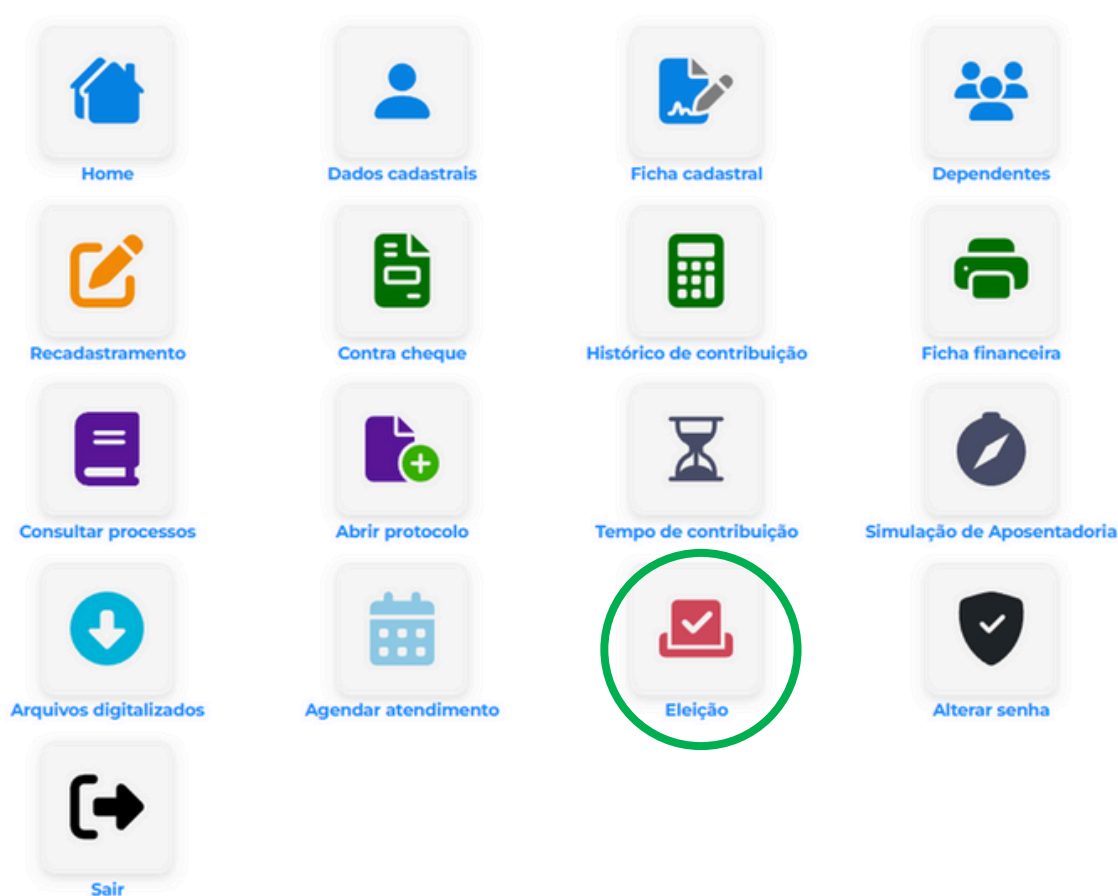 Home
Dados cadastrais
Ficha cadastral
Dependentes
Recadastramento
Contra cheque
Histórico de contribuição
Ficha financeira
Consultar processos
Abrir protocolo
Tempo de contribuição
Simulação de Aposentadoria
Arquivos digitalizados
Agendar atendimento
Eleição
Alterar senha
Sair